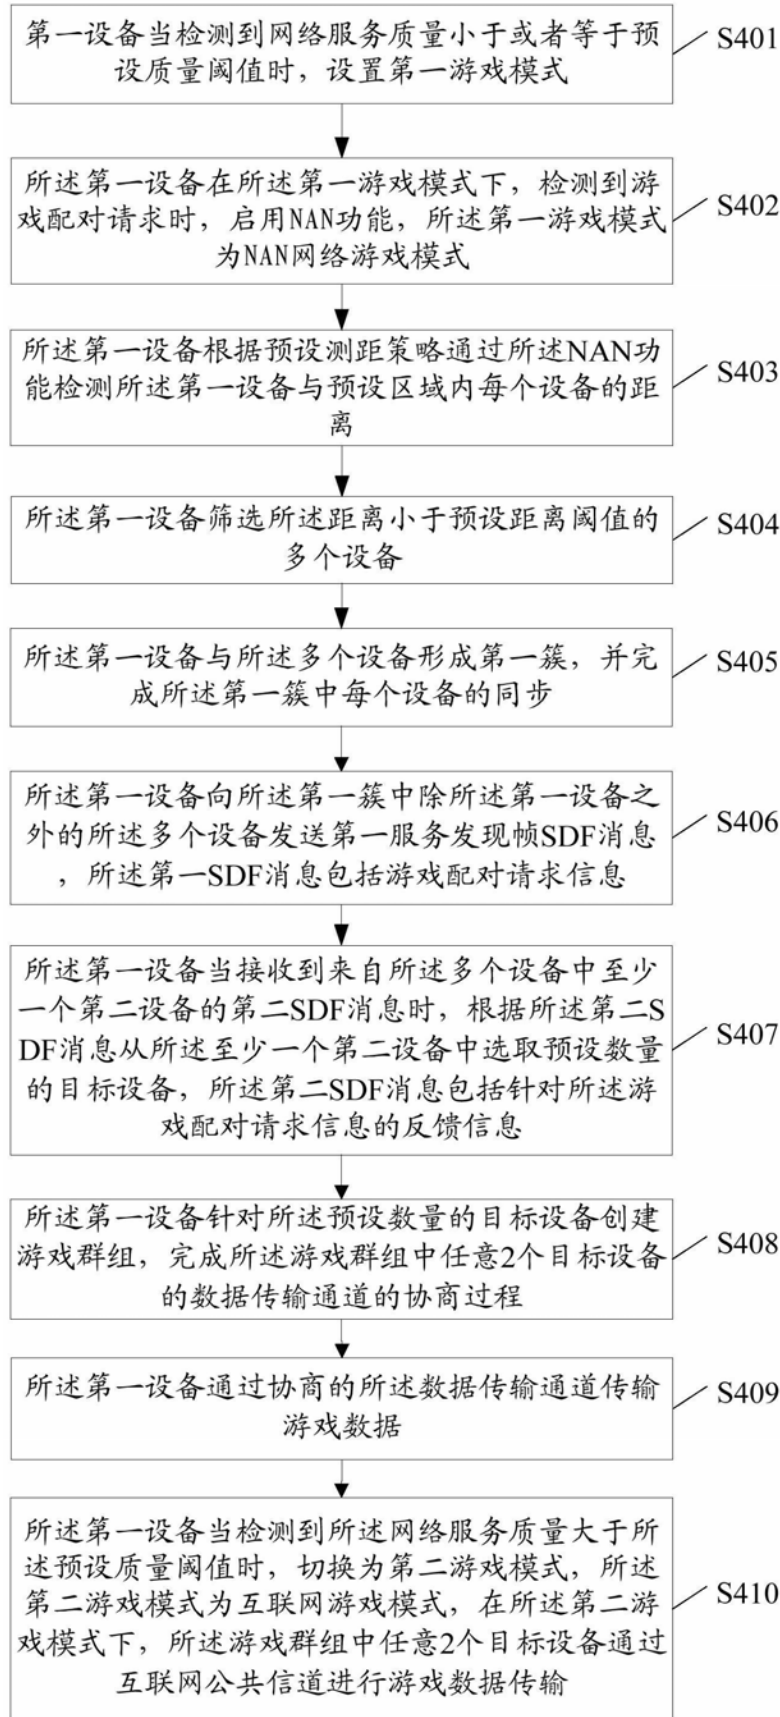 第一设备当检测到网络服务质量小于或者等于预
设质量阈值时，设置第一游戏模式
S401
所述第一设备在所述第一游戏模式下，检测到游
戏配对请求时，启用NAN功能，所述第一游戏模式
为NAN网络游戏模式
S402
所述第一设备根据预设测距策略通过所述NAN功
能检测所述第一设备与预设区域内每个设备的距
离
S403
所述第一设备筛选所述距离小于预设距离阈值的
多个设备
S404
所述第一设备与所述多个设备形成第一簇，并完
成所述第一簇中每个设备的同步
S405
所述第一设备向所述第一簇中除所述第一设备之
外的所述多个设备发送第一服务发现帧SDF消息
，所述第一SDF消息包括游戏配对请求信息
S406
所述第一设备当接收到来自所述多个设备中至少
一个第二设备的第二SDF消息时，根据所述第二S
DF消息从所述至少一个第二设备中选取预设数量
的目标设备，所述第二SDF消息包括针对所述游
戏配对请求信息的反馈信息
S407
所述第一设备针对所述预设数量的目标设备创建
游戏群组，完成所述游戏群组中任意2个目标设备
的数据传输通道的协商过程
S408
所述第一设备通过协商的所述数据传输通道传输
游戏数据
S409
所述第一设备当检测到所述网络服务质量大于所
述预设质量阈值时，切换为第二游戏模式，所述
第二游戏模式为互联网游戏模式，在所述第二游
戏模式下，所述游戏群组中任意2个目标设备通过
互联网公共信道进行游戏数据传输
S410